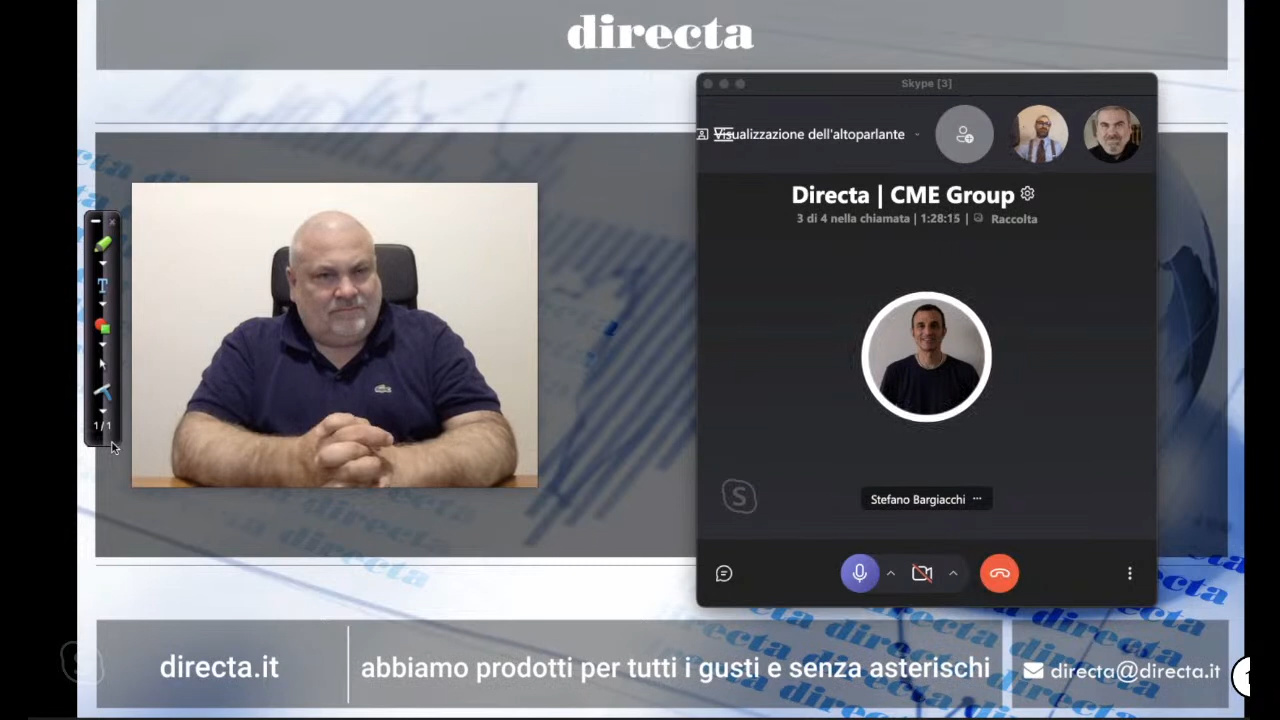 directa
Skype [3]
Visualizzazione dell'altoparlante
Directa | CME Group
3 di 4 nella chiamata | 1:28:15 | Raccolta
T
1/1
S
Stefano Bargiacchi ···
directa.it
abbiamo prodotti per tutti i gusti e senza asterischi
directa@directa.it